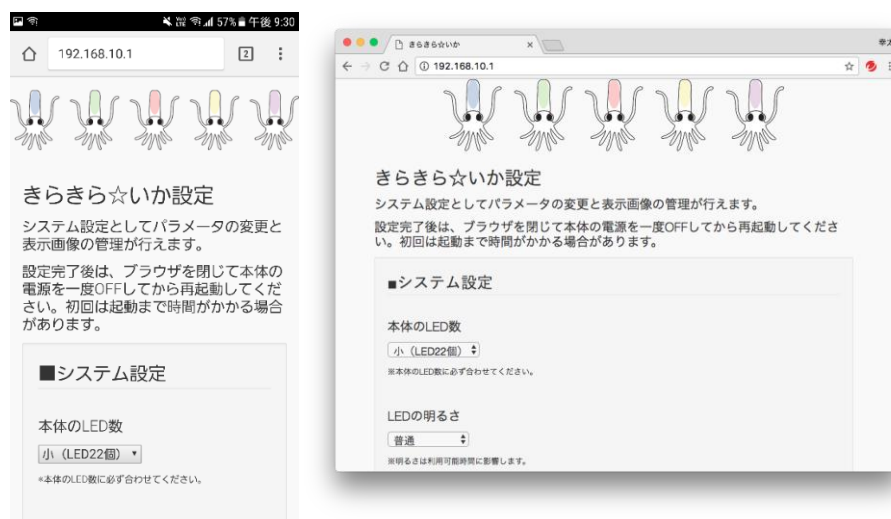 57% 午後 9:30
192.168.10.1
2
きらきら☆いか設定
システム設定としてパラメータの変更と
表示画像の管理が行えます。
設定完了後は、ブラウザを閉じて本体の
電源を一度OFFしてから再起動してくだ
さい。初回は起動まで時間がかかる場合
があります。
■システム設定
本体のLED数
小（LED22個）
*本体のLED数に必ず合わせてください。
きらきら☆いか
192.168.10.1
きらきら☆いか設定
システム設定としてパラメータの変更と表示画像の管理が行えます。
設定完了後は、ブラウザを閉じて本体の電源を一度OFFしてから再起動してくださ
い。初回は起動まで時間がかかる場合があります。
■システム設定
本体のLED数
小（LED22個）
※本体のLED数に必ず合わせてください。
LEDの明るさ
普通
※明るさは利用可能時間に影響します。